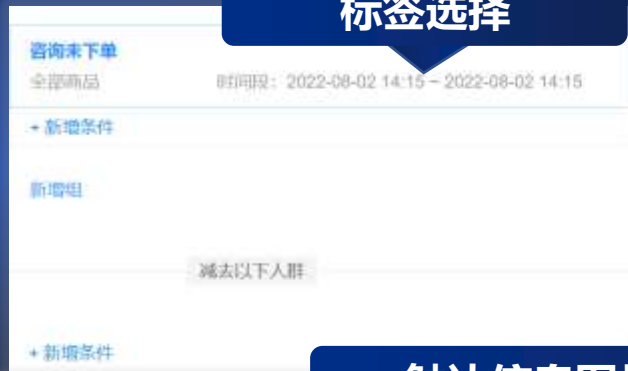 标签选择
咨询未下单
全部商品 时间段：2022-08-02 14:15 ~ 2022-08-02 14:15
+ 新增条件
新增组
减去以下人群
+ 新增条件